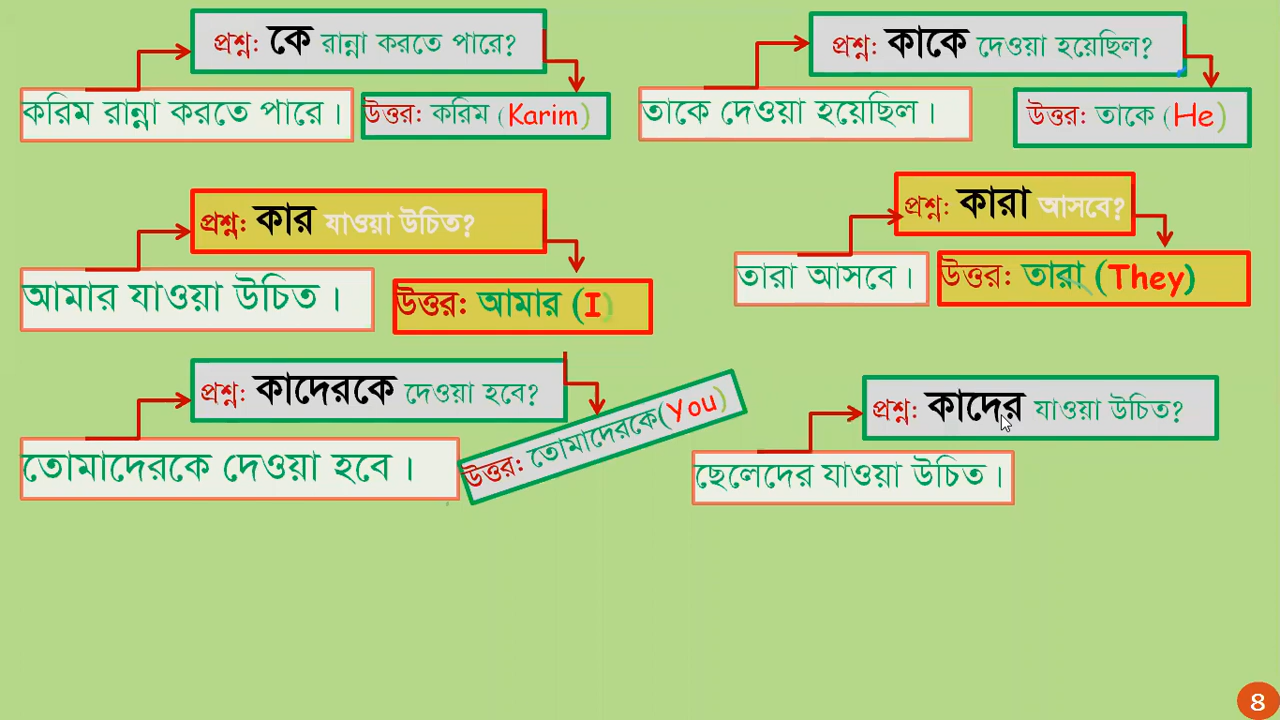 প্রশ্ন: কে রান্না করতে পারে?
করিম রান্না করতে পারে।
উত্তর: করিম (Karim)
প্রশ্ন: কাকে দেওয়া হয়েছিল?
তাকে দেওয়া হয়েছিল।
উত্তর: তাকে (He)
প্রশ্ন: কার যাওয়া উচিত?
আমার যাওয়া উচিত।
উত্তর: আমার (I)
প্রশ্ন: কারা আসবে?
তারা আসবে।
উত্তর: তারা (They)
প্রশ্ন: কাদেরকে দেওয়া হবে?
তোমাদেরকে দেওয়া হবে।
উত্তর: তোমাদেরকে(You)
প্রশ্ন: কাদের যাওয়া উচিত?
ছেলেদের যাওয়া উচিত।
8